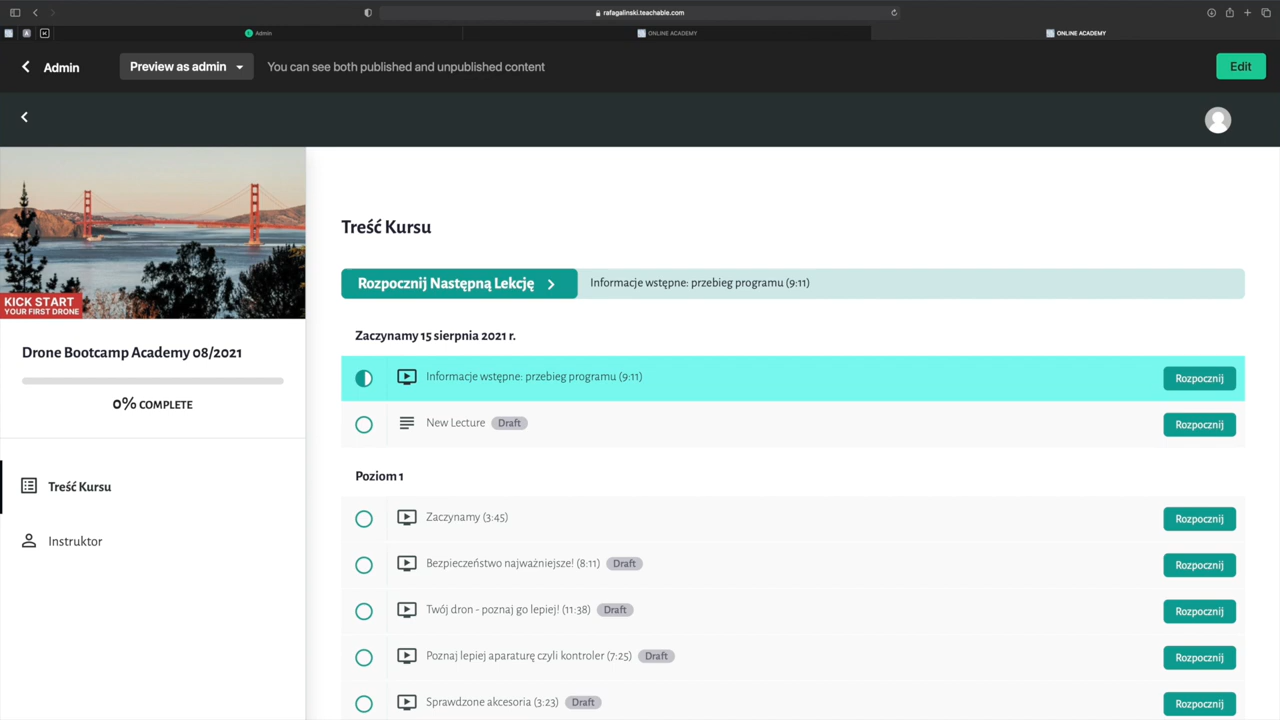 rafagalinski.teachable.com
Admin
ONLINE ACADEMY
ONLINE ACADEMY
Admin
Preview as admin
You can see both published and unpublished content
Edit
KICK START
YOUR FIRST DRONE
Drone Bootcamp Academy 08/2021
0% COMPLETE
Treść Kursu
Instruktor
Treść Kursu
Rozpocznij Następną Lekcję
Informacje wstępne: przebieg programu (9:11)
Zaczynamy 15 sierpnia 2021 r.
Informacje wstępne: przebieg programu (9:11)
Rozpocznij
New Lecture Draft
Rozpocznij
Poziom 1
Zaczynamy (3:45)
Rozpocznij
Bezpieczeństwo najważniejsze! (8:11) Draft
Rozpocznij
Twój dron - poznaj go lepiej! (11:38) Draft
Rozpocznij
Poznaj lepiej aparaturę czyli kontroler (7:25) Draft
Rozpocznij
Sprawdzone akcesoria (3:23) Draft
Rozpocznij